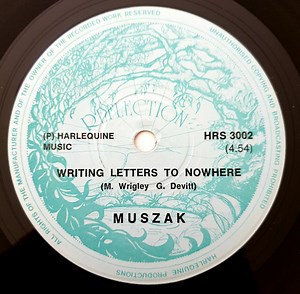 ALL RIGHTS OF THE MANUFACTURER AND OF THE OWNER OF THE RECORDED WORK RESERVED
UNAUTHORISED COPYING AND BROADCASTING PROHIBITED
REFLECTION
(P) HARLEQUINE
MUSIC
HRS 3002
(4.54)
WRITING LETTERS TO NOWHERE
(M. Wrigley G. Devitt)
MUSZAK
HARLEQUINE PRODUCTIONS